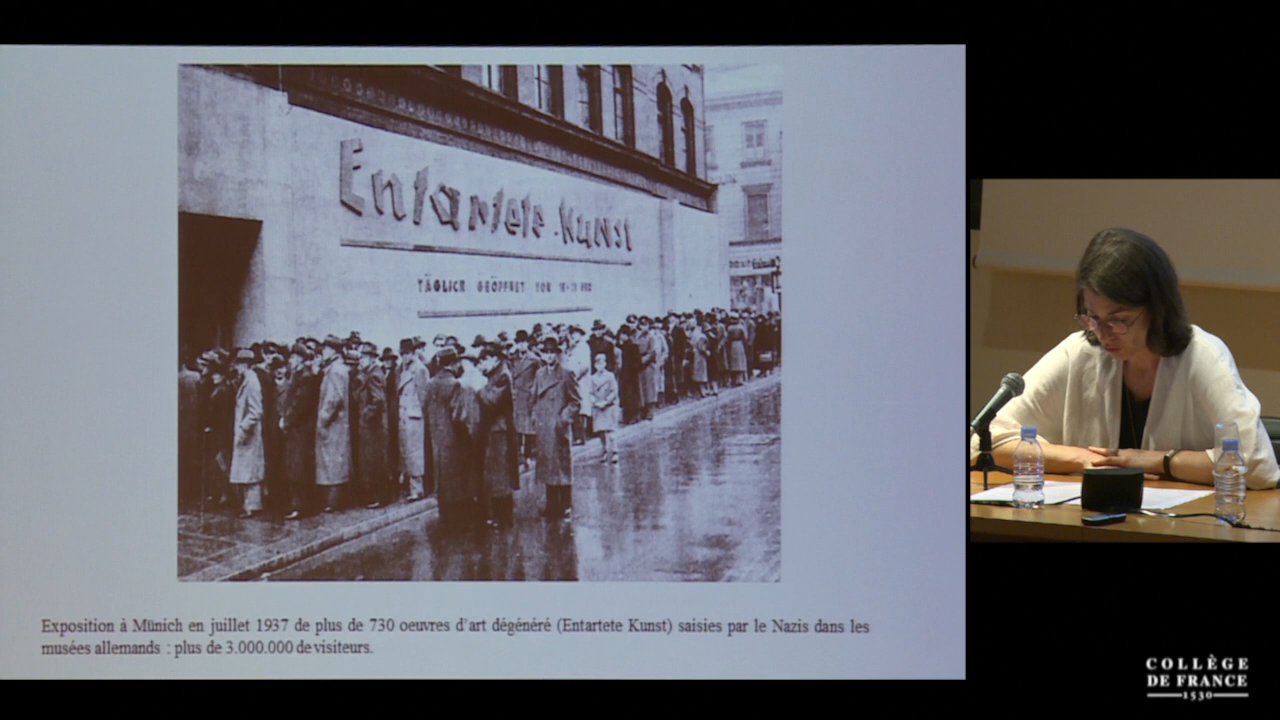 Entartete Kunst
TÄGLICH GEÖFFNET VON
Exposition à Münich en juillet 1937 de plus de 730 oeuvres d'art dégénéré (Entartete Kunst) saisies par le Nazis dans les
musées allemands : plus de 3.000.000 de visiteurs.
COLLÈGE
DE FRANCE
1530